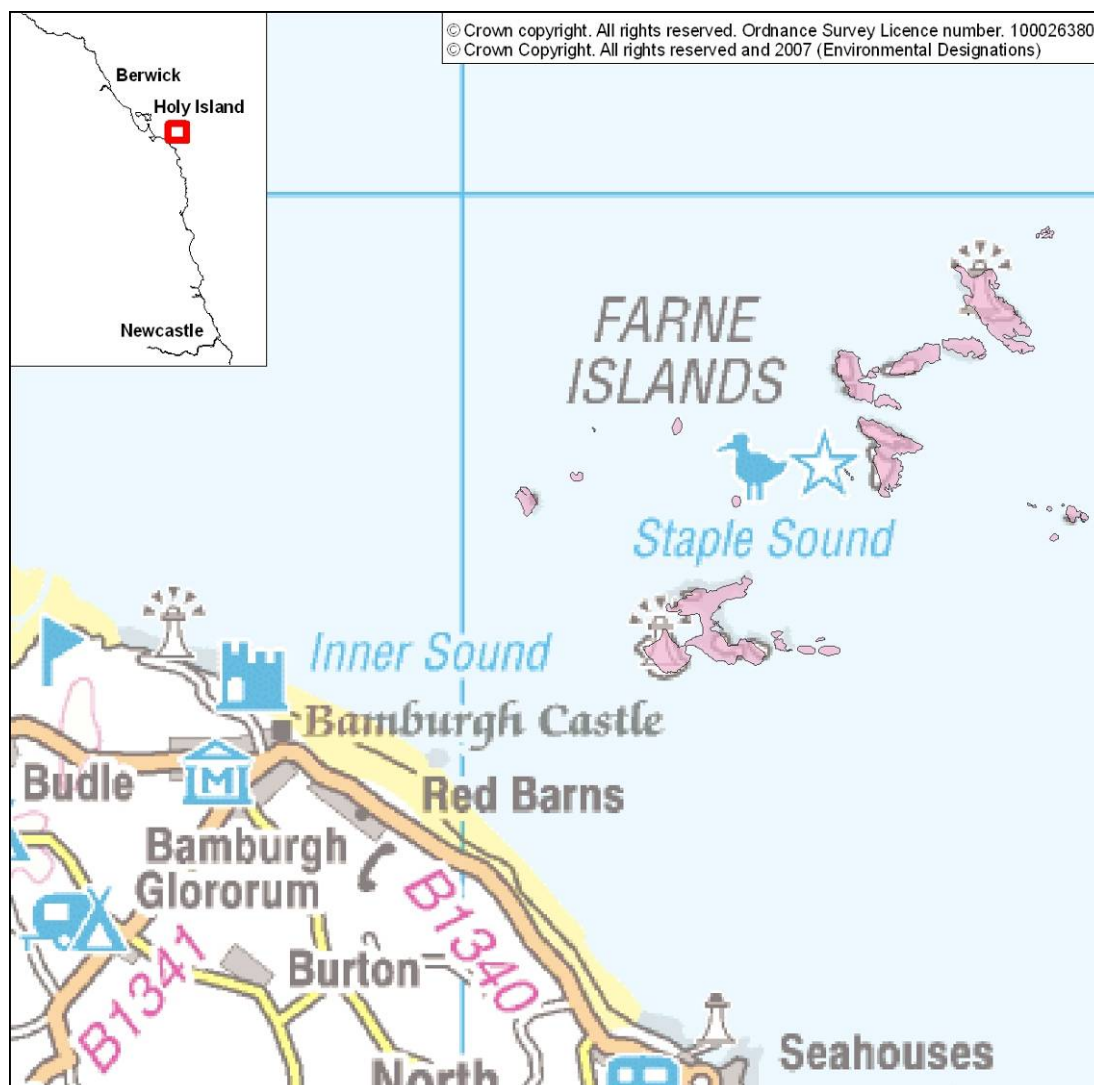 © Crown copyright. All rights reserved. Ordnance Survey Licence number. 100026380
© Crown Copyright. All rights reserved and 2007 (Environmental Designations)
Berwick
Holy Island
Newcastle
FARNE
ISLANDS
Staple Sound
Inner Sound
Bamburgh Castle
Budle
M
Red Barns
Bamburgh
Glororum
B1340
B1341
Burton
North
Seahouses